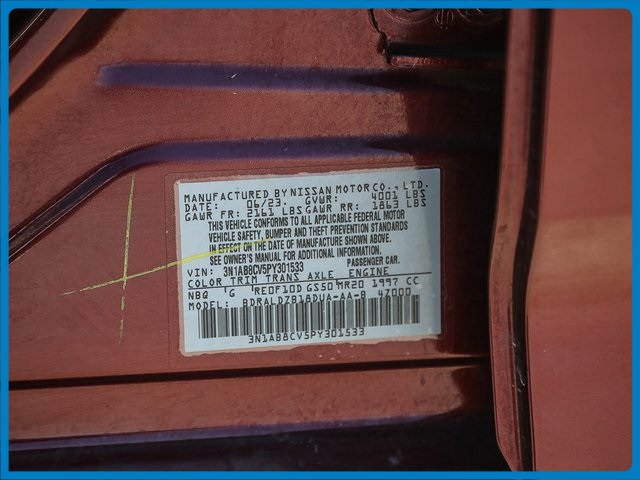 MANUFACTURED BY NISSAN MOTOR CO., LTD.
DATE: 06/23. GVWR: 4001 LBS
GAWR FR: 2161 LBS GAWR RR: 1863 LBS
THIS VEHICLE CONFORMS TO ALL APPLICABLE FEDERAL MOTOR
VEHICLE SAFETY, BUMPER AND THEFT PREVENTION STANDARDS
IN EFFECT ON THE DATE OF MANUFACTURE SHOWN ABOVE.
SEE OWNER'S MANUAL FOR ADDITIONAL INFORMATION.
VIN: 3N1AB8CV5PY301533 PASSENGER CAR.
COLOR TRIM TRANS AXLE ENGINE
NBQ G RE0F10D GS50 MR20 1997 CC
MODEL: BDRALDZB18DUA-AA-B 47000
3N1AB8CV5PY301533